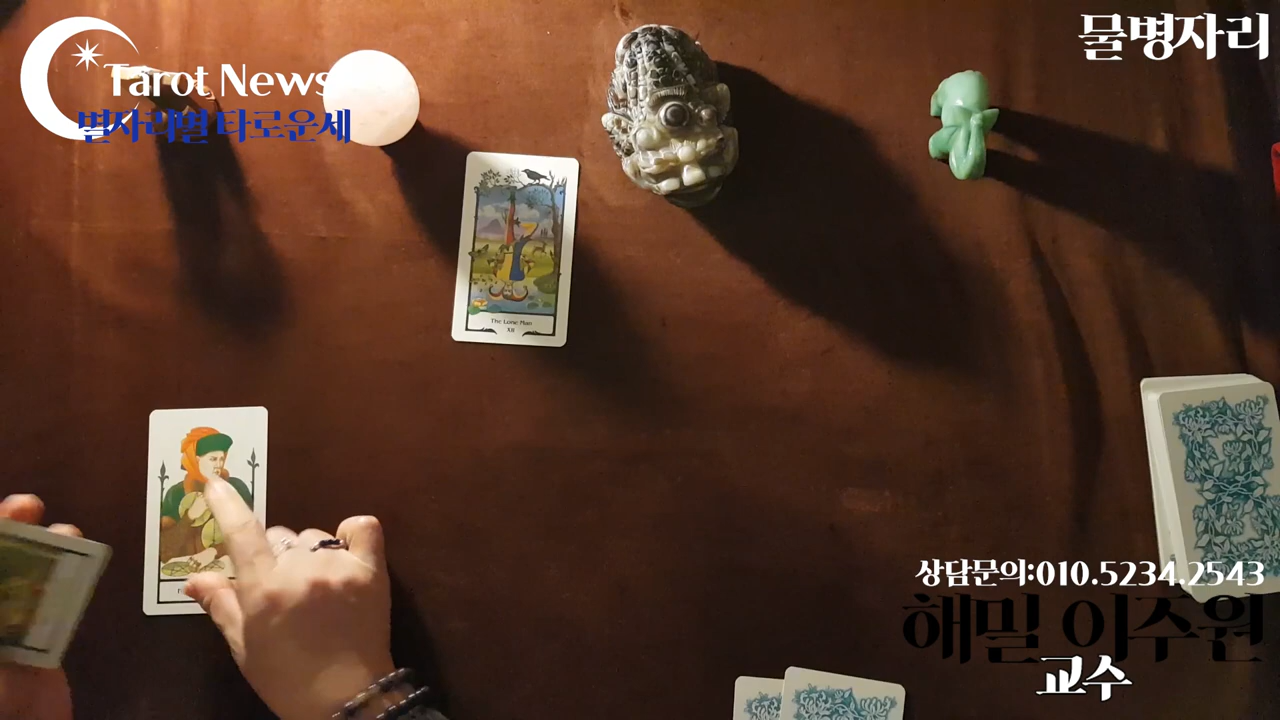 Tarot News
별자리별 타로운세
물병자리
The Lone Man
XII
상담문의:010.5234.2543
해밀 이주원
교수